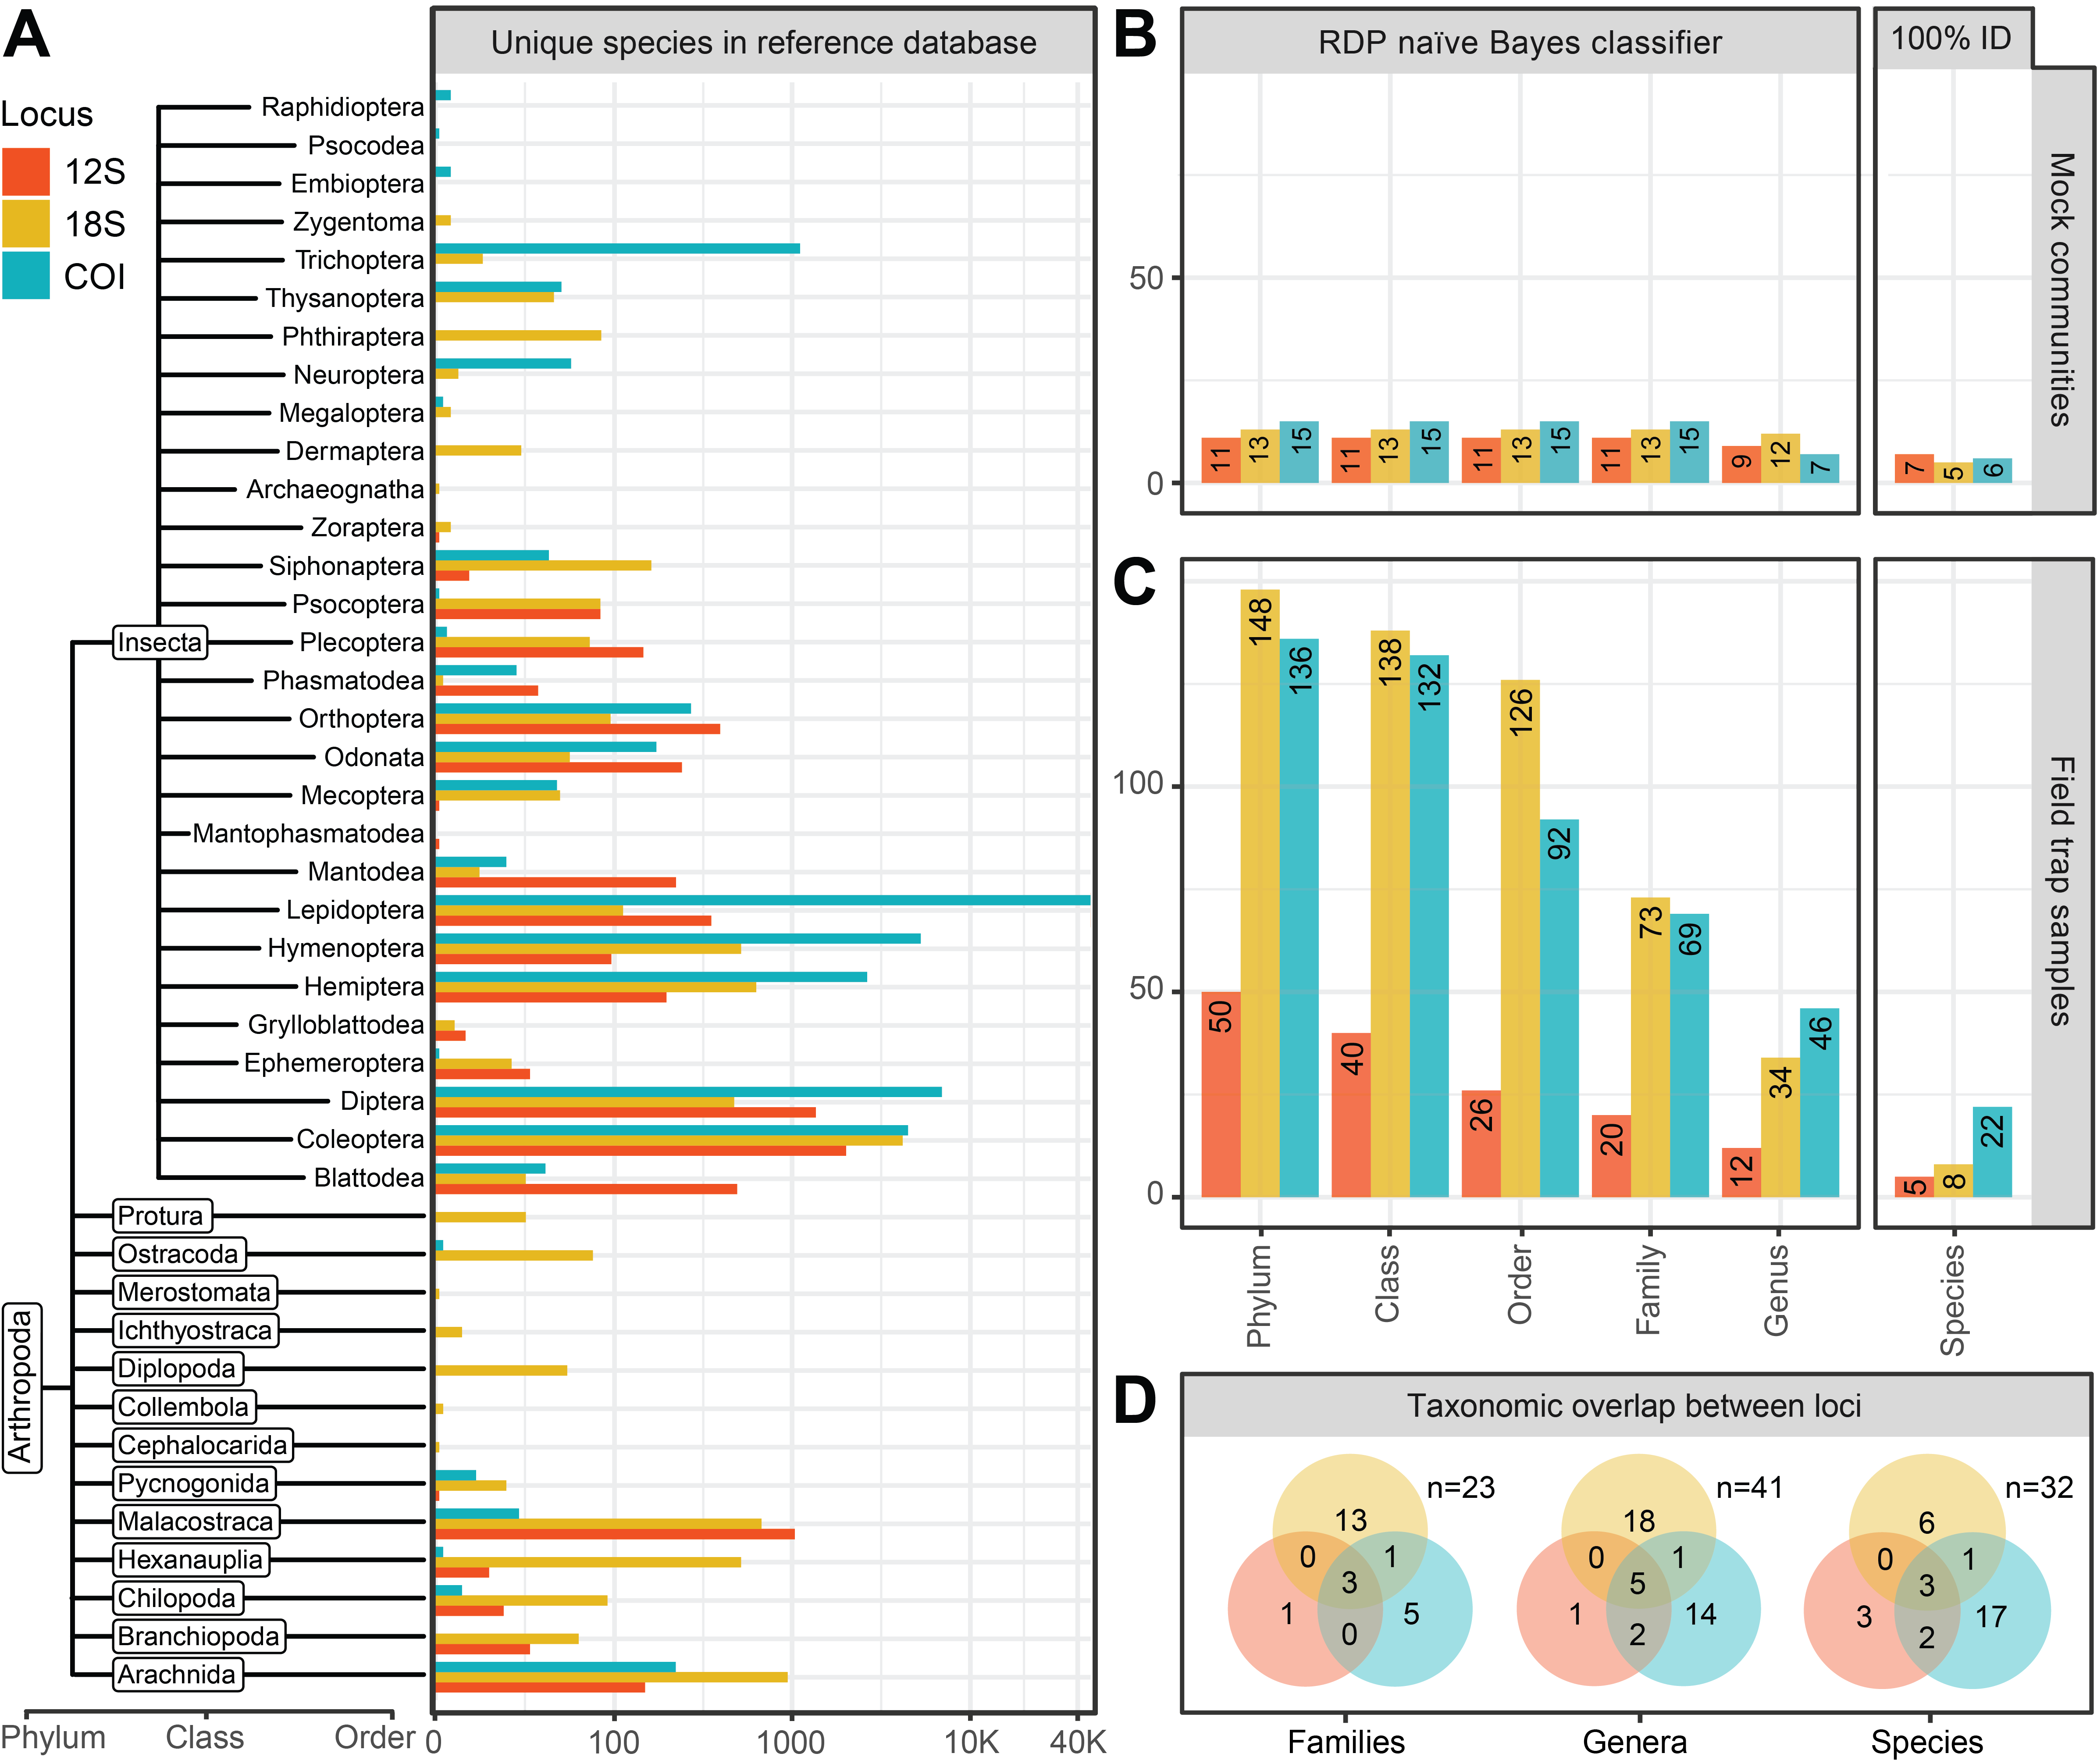 A
Unique species in reference database
Locus
12S
18S
COI
Raphidioptera
Psocodea
Embioptera
Zygentoma
Trichoptera
Thysanoptera
Phthiraptera
Neuroptera
Megaloptera
Dermaptera
Archaeognatha
Zoraptera
Siphonaptera
Psocoptera
Insecta
Plecoptera
Phasmatodea
Orthoptera
Odonata
Mecoptera
Mantophasmatodea
Mantodea
Lepidoptera
Hymenoptera
Hemiptera
Grylloblattodea
Ephemeroptera
Diptera
Coleoptera
Blattodea
Arthropoda
Protura
Ostracoda
Merostomata
Ichthyostraca
Diplopoda
Collembola
Cephalocarida
Pycnogonida
Malacostraca
Hexanauplia
Chilopoda
Branchiopoda
Arachnida
Phylum Class Order
0 100 1000 10K 40K
B
RDP naïve Bayes classifier
100% ID
Mock communities
50
0
11 13 15 11 13 15 11 13 15 11 13 15 9 12 7 7 5 6
C
Field trap samples
100
50
0
50 148 136 40 138 132 26 126 92 20 73 69 12 34 46 5 8 22
Phylum Class Order Family Genus Species
D
Taxonomic overlap between loci
n=23
13
0 1
3
1 5
0
Families
n=41
18
0 1
5
1 14
2
Genera
n=32
6
0 1
3
3 17
2
Species